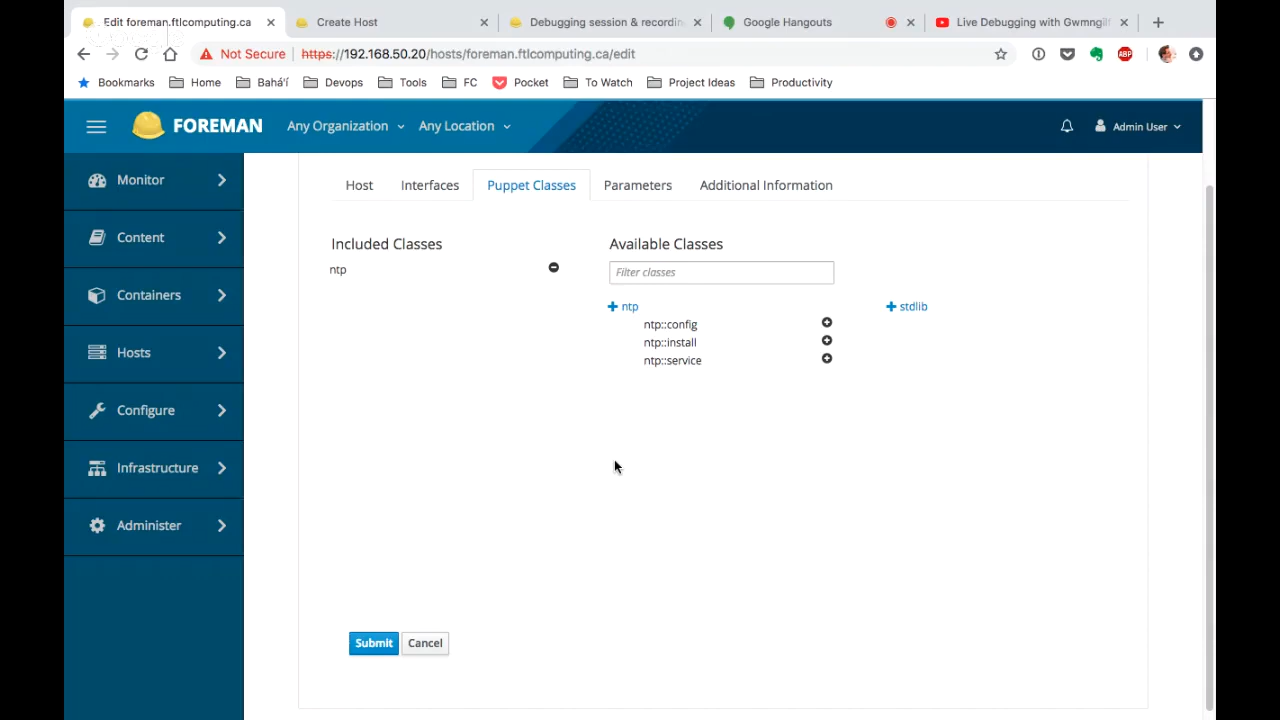 Edit foreman.ftlcomputing.ca
Create Host
Debugging session & recordin
Google Hangouts
Live Debugging with Gwmngilf
Not Secure https://192.168.50.20/hosts/foreman.ftlcomputing.ca/edit
ABP
Bookmarks Home Bahá'í Devops Tools FC Pocket To Watch Project Ideas Productivity
FOREMAN Any Organization Any Location Admin User
Monitor
Content
Containers
Hosts
Configure
Infrastructure
Administer
Host Interfaces Puppet Classes Parameters Additional Information
Included Classes
ntp
Available Classes
Filter classes
ntp
ntp::config
ntp::install
ntp::service
stdlib
Submit Cancel